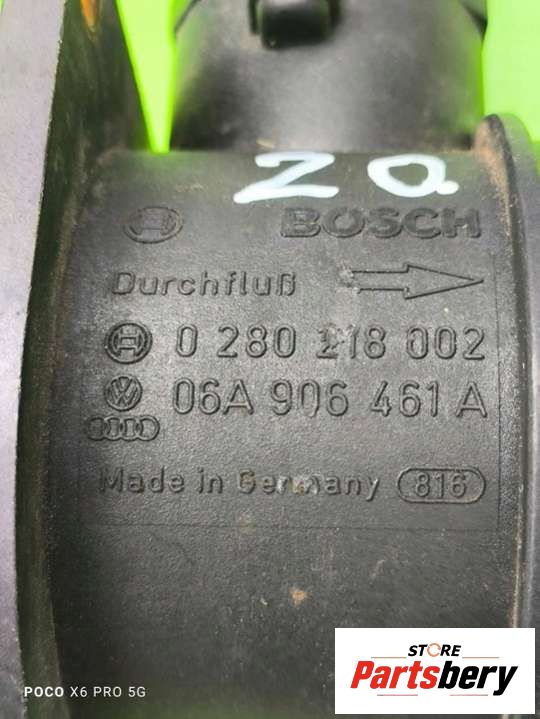 ZQ.
BOSCH
Durchfluß
0 280 218 002
06A 906 461 A
Made in Germany 816
STORE
Partsbery
POCO X6 PRO 5G